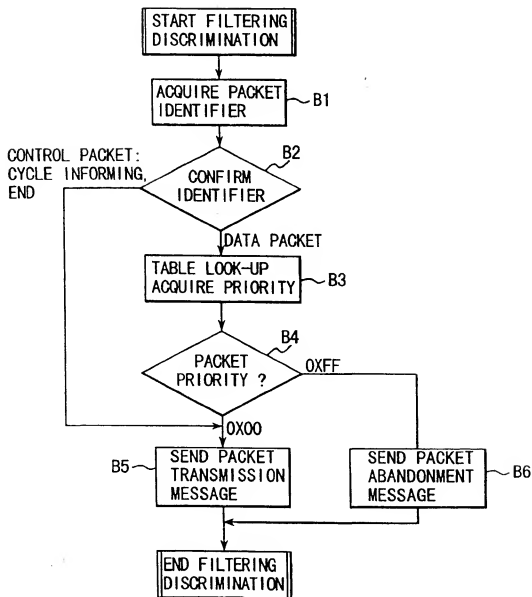 START FILTERING
DISCRIMINATION
ACQUIRE PACKET
IDENTIFIER
B1
CONTROL PACKET:
CYCLE INFORMING,
END
B2
CONFIRM
IDENTIFIER
DATA PACKET
TABLE LOOK-UP
ACQUIRE PRIORITY
B3
B4
PACKET
PRIORITY ?
0XFF
0X00
B5
SEND PACKET
TRANSMISSION
MESSAGE
SEND PACKET
ABANDONMENT
MESSAGE
B6
END FILTERING
DISCRIMINATION